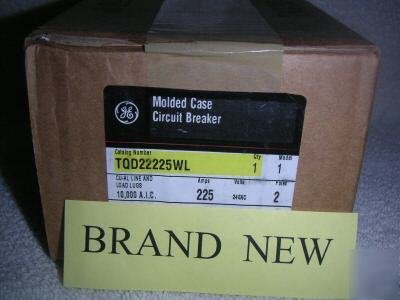 GE
Molded Case
Circuit Breaker
Catalog Number Qty Model
TQD22225WL 1 1
CU-AL LINE AND Amps Volts Poles
LOAD LUGS
10,000 A.I.C. 225 240AC 2
BRAND NEW